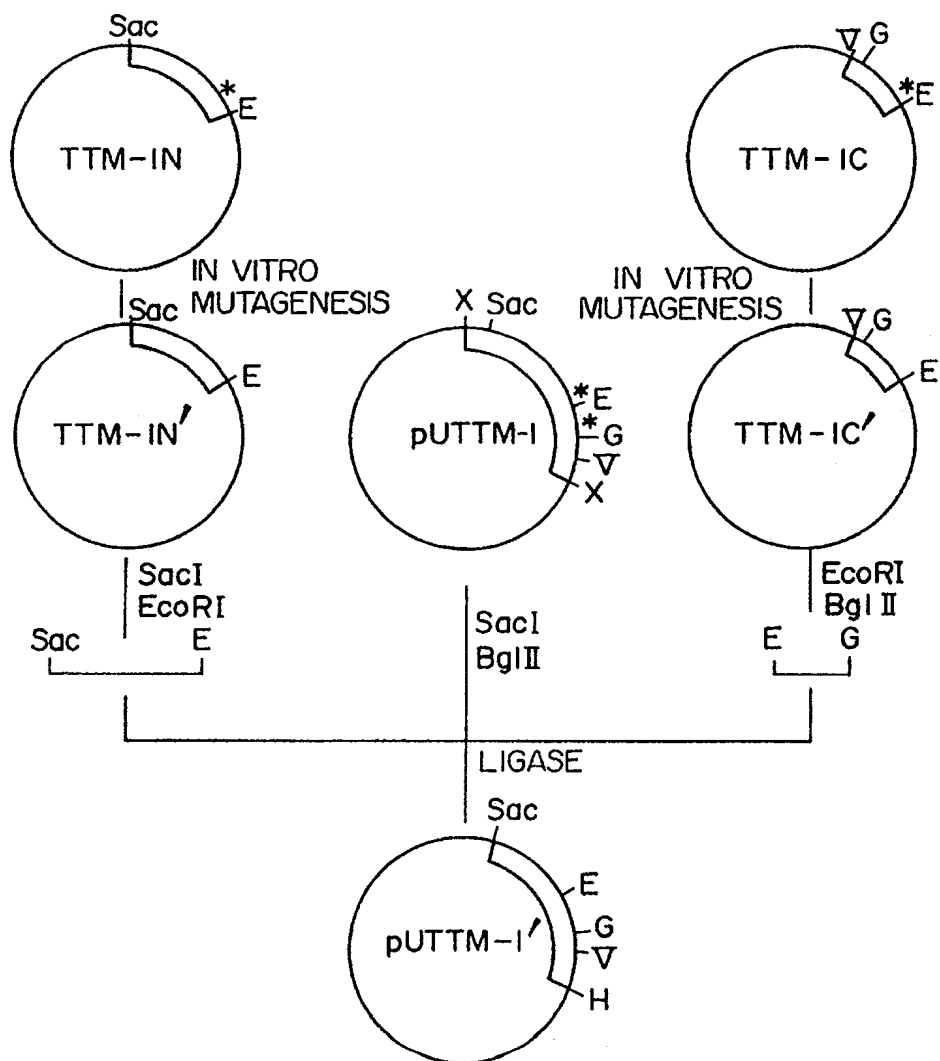 Sac
*
E
TTM-IN
∇
G
*
E
TTM-IC
IN VITRO
MUTAGENESIS
IN VITRO
MUTAGENESIS
Sac
E
TTM-IN'
X
Sac
*
E
*
G
∇
X
pUTTM-I
∇
G
E
TTM-IC'
SacI
EcoRI
SacI
BglII
EcoRI
BglII
Sac
E
E
G
LIGASE
Sac
E
G
∇
H
pUTTM-I'